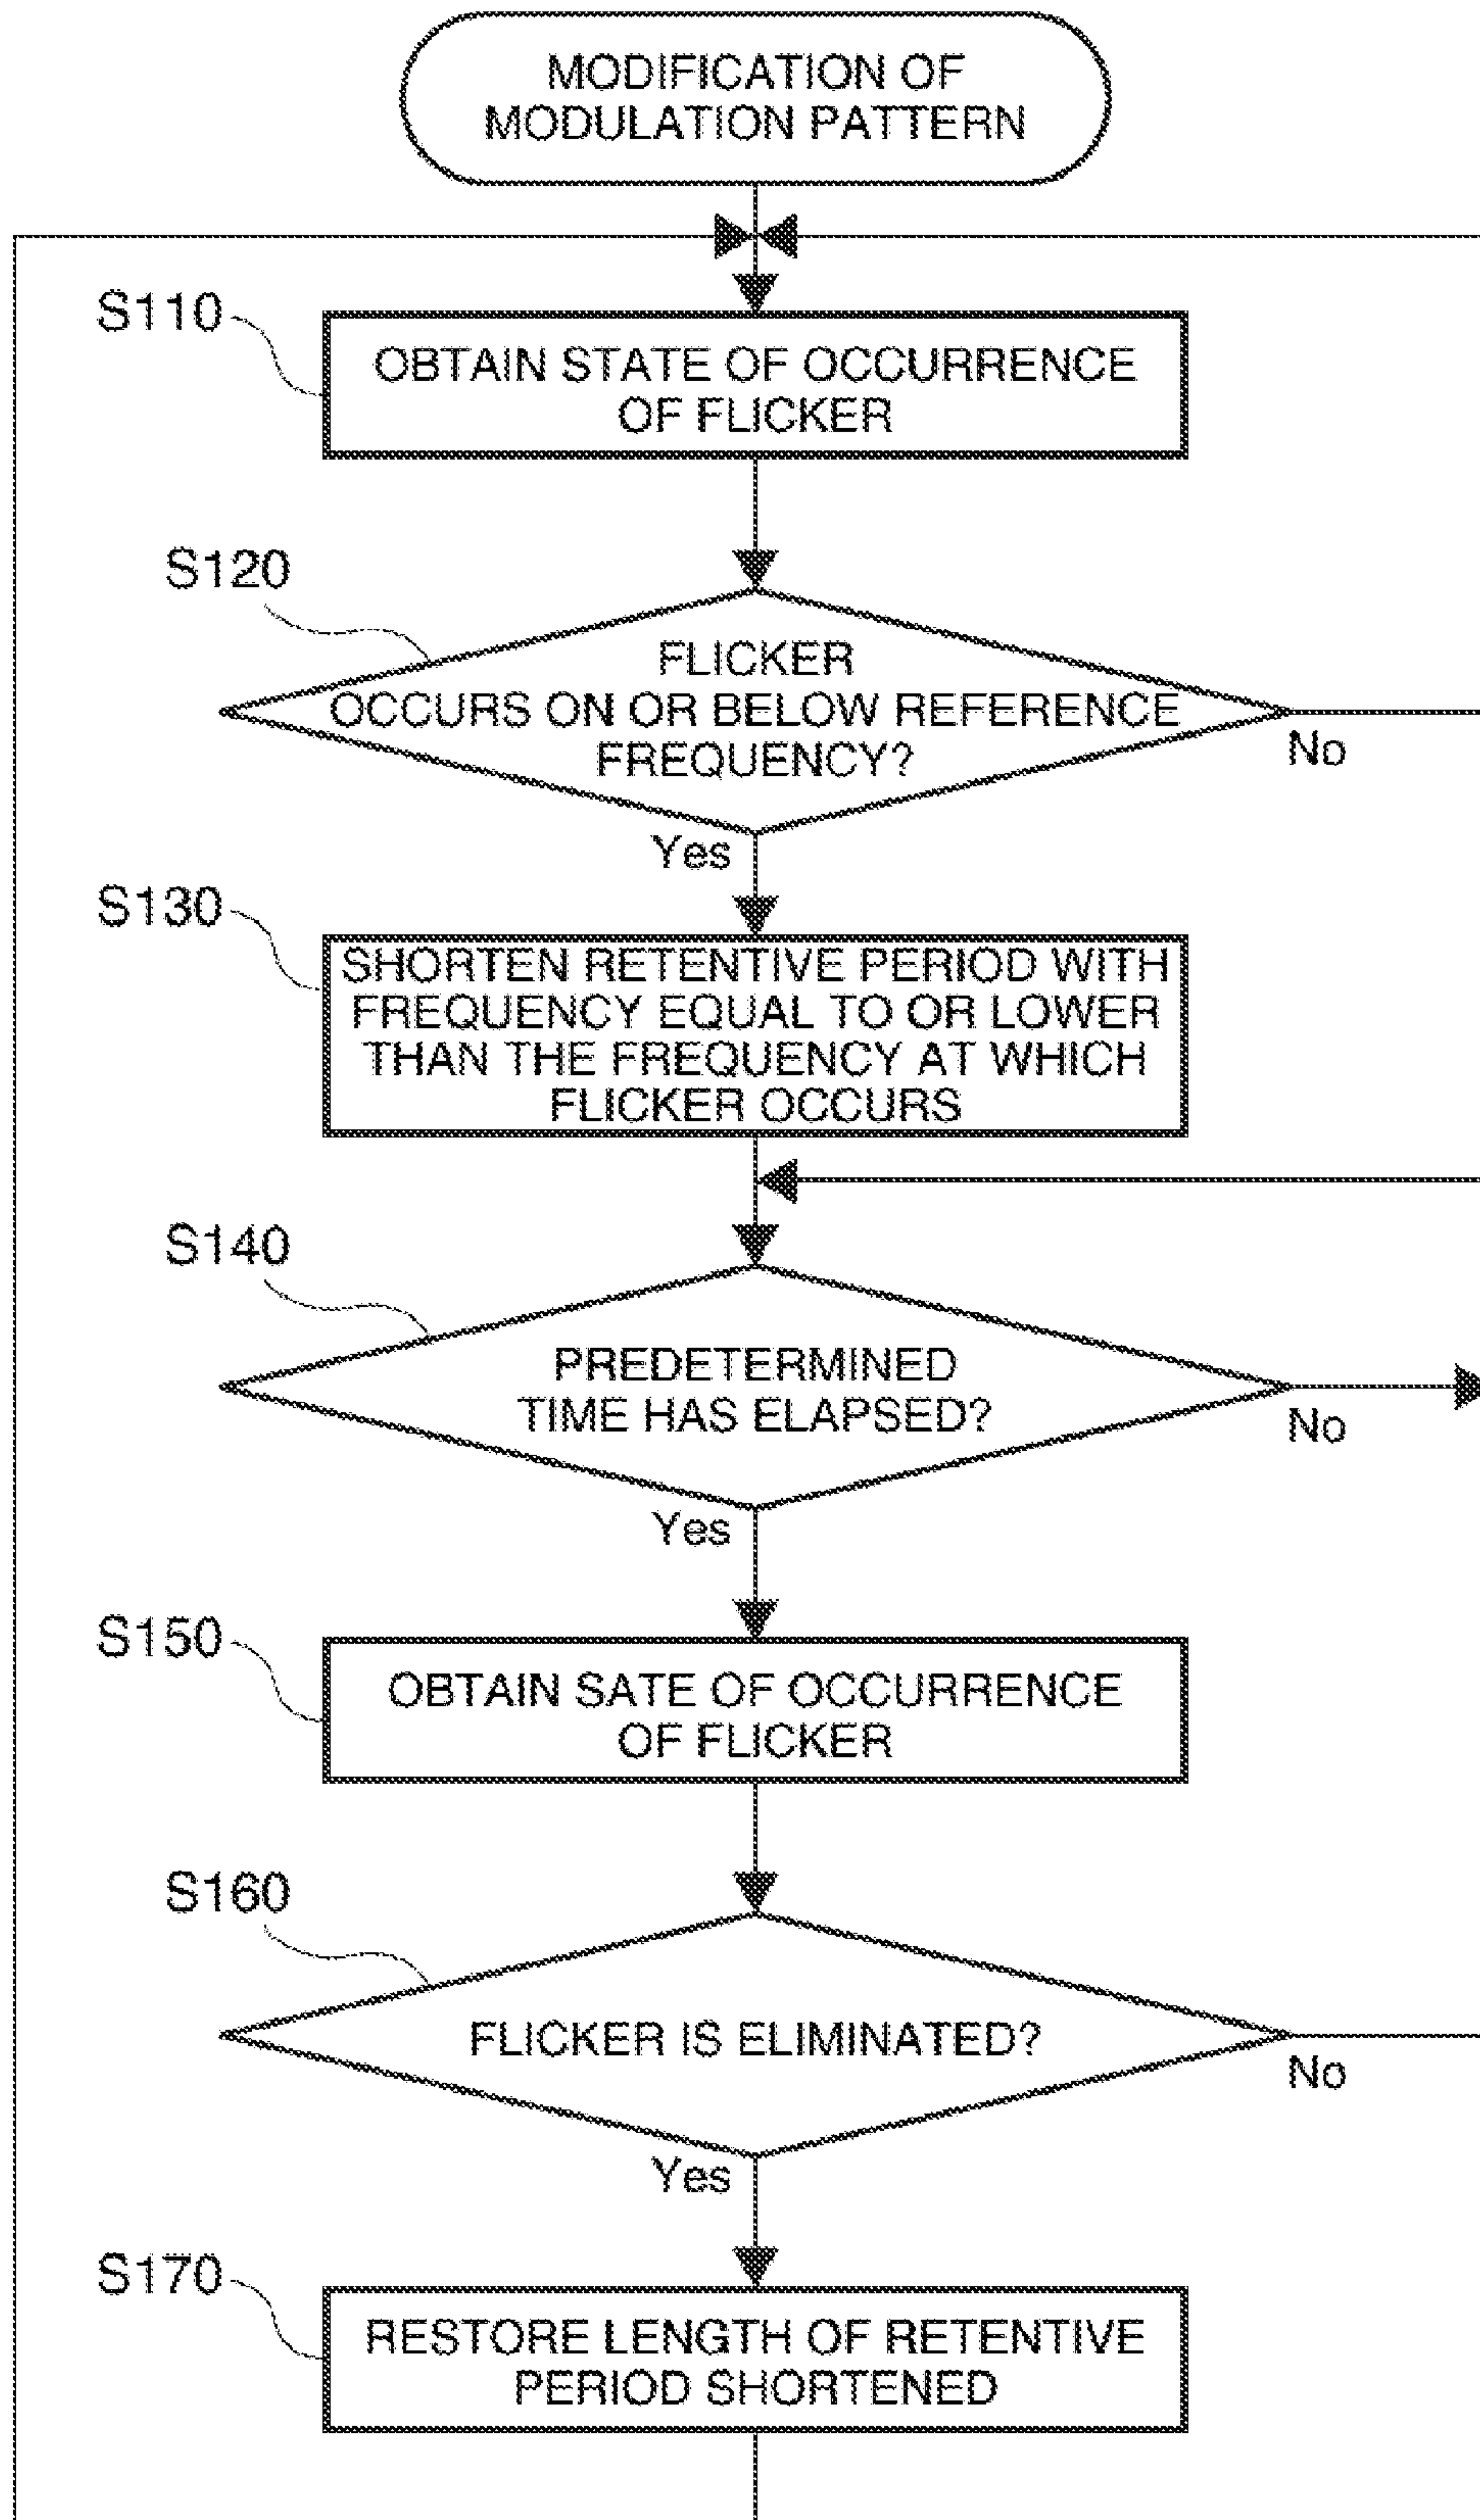 MODIFICATION OF
MODULATION PATTERN
S110
OBTAIN STATE OF OCCURRENCE
OF FLICKER
S120
FLICKER
OCCURS ON OR BELOW REFERENCE
FREQUENCY?
No
Yes
S130
SHORTEN RETENTIVE PERIOD WITH
FREQUENCY EQUAL TO OR LOWER
THAN THE FREQUENCY AT WHICH
FLICKER OCCURS
S140
PREDETERMINED
TIME HAS ELAPSED?
No
Yes
S150
OBTAIN SATE OF OCCURRENCE
OF FLICKER
S160
FLICKER IS ELIMINATED?
No
Yes
S170
RESTORE LENGTH OF RETENTIVE
PERIOD SHORTENED